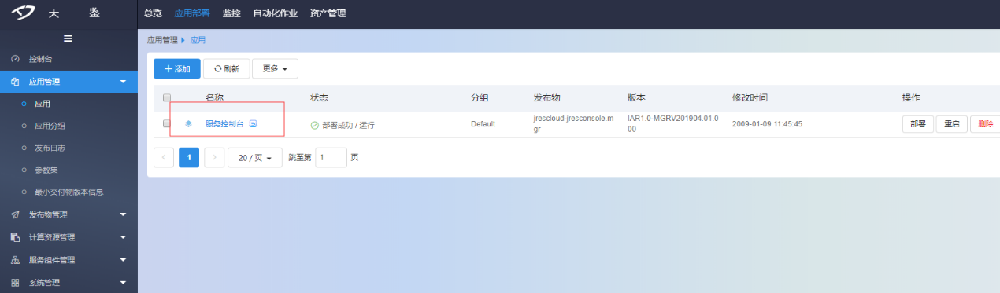 天 鉴
总览 应用部署 监控 自动化作业 资产管理
应用管理 应用
控制台
应用管理
应用
应用分组
发布日志
参数集
最小交付物版本信息
发布物管理
计算资源管理
服务组件管理
系统管理
添加 刷新 更多
名称 状态 分组 发布物 版本 修改时间 操作
服务控制台 部署成功 / 运行 Default jrescloud-jresconsole.m IAR1.0-MGRV201904.01.0 2009-01-09 11:45:45 部署 重启 删除
gr 00
1 20 / 页 跳至第 1 页